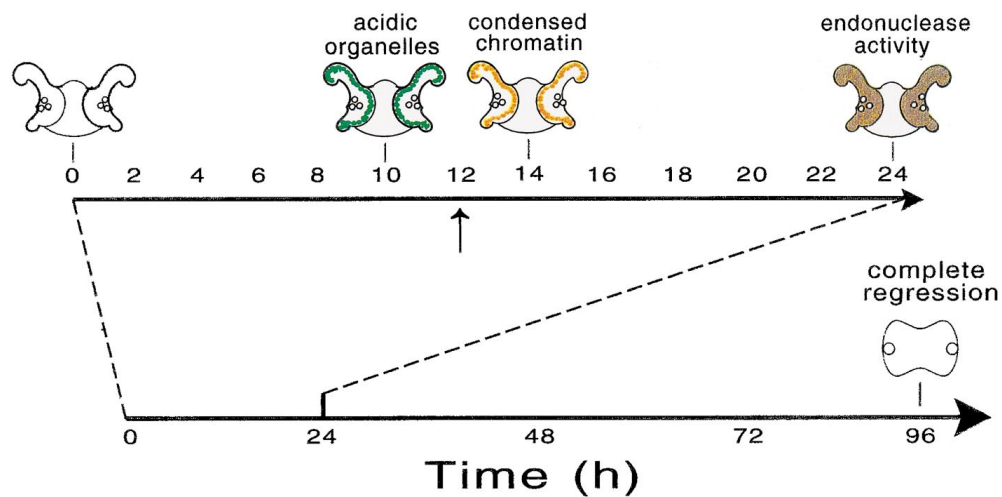 acidic
organelles
condensed
chromatin
endonuclease
activity
0 2 4 6 8 10 12 14 16 18 20 22 24
complete
regression
0 24 48 72 96
Time (h)